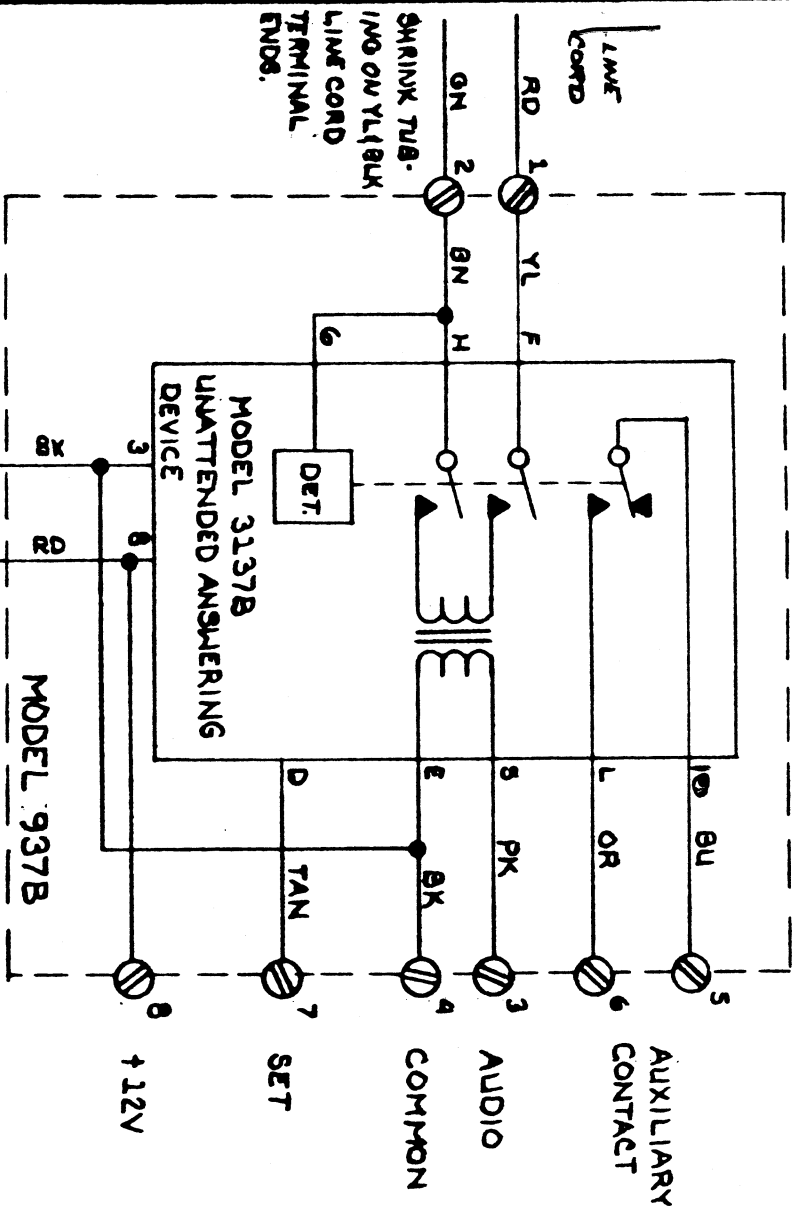 LINE
CORD
RD
1
YL
F
GN
2
BN
H
6
SHRINK TUB-
ING ON YL & BLK
LINE CORD
TERMINAL
ENDS.
DET.
MODEL 3137B
UNATTENDED ANSWERING
DEVICE
3
BK
8
RD
BU
5
AUXILIARY
CONTACT
L
OR
6
PK
3
AUDIO
E
BK
4
COMMON
D
TAN
7
SET
8
+12V
MODEL 937B